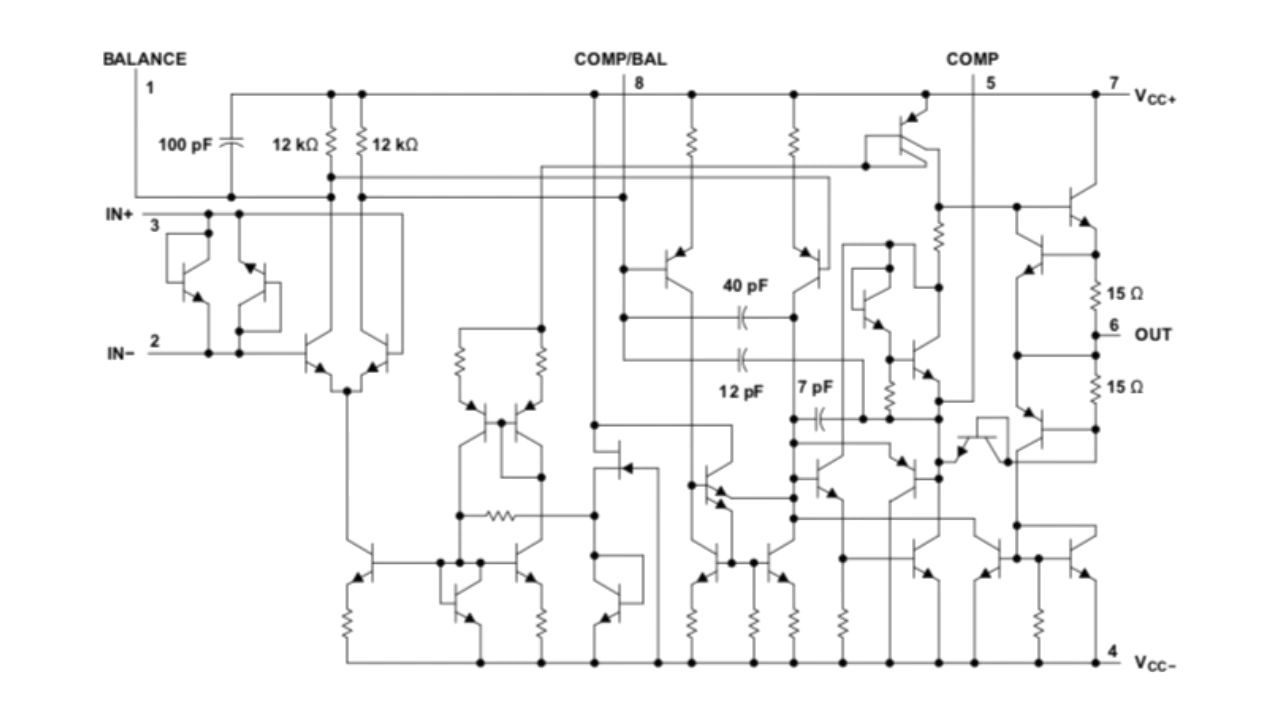 BALANCE
COMP/BAL
COMP
1
8
5
7
VCC+
100 pF
12 kΩ
12 kΩ
IN+
3
40 pF
15 Ω
6
OUT
2
IN−
12 pF
7 pF
15 Ω
4
VCC−